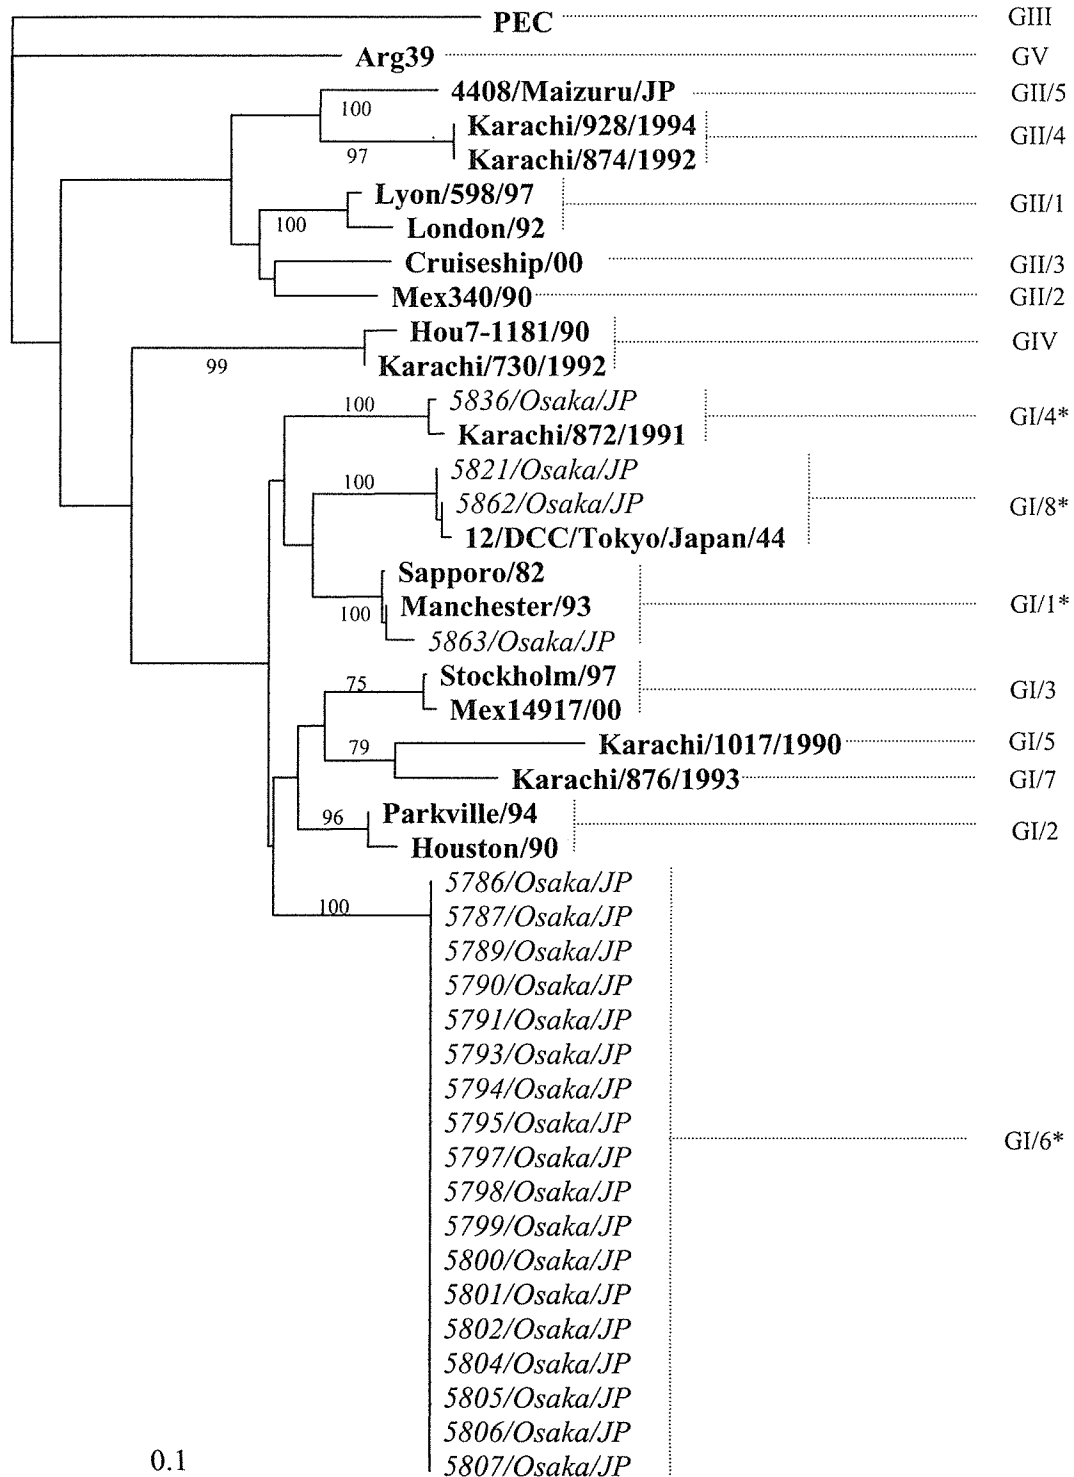 PEC GIII
Arg39 GV
4408/Maizuru/JP GII/5
100
Karachi/928/1994
GII/4
97
Karachi/874/1992
Lyon/598/97
GII/1
100
London/92
Cruiseship/00 GII/3
Mex340/90 GII/2
Hou7-1181/90
GIV
99
Karachi/730/1992
5836/Osaka/JP
100
GI/4*
Karachi/872/1991
5821/Osaka/JP
100
5862/Osaka/JP GI/8*
12/DCC/Tokyo/Japan/44
Sapporo/82
100 Manchester/93 GI/1*
5863/Osaka/JP
Stockholm/97
75
GI/3
Mex14917/00
Karachi/1017/1990 GI/5
79
Karachi/876/1993 GI/7
Parkville/94
96
GI/2
Houston/90
5786/Osaka/JP
100
5787/Osaka/JP
5789/Osaka/JP
5790/Osaka/JP
5791/Osaka/JP
5793/Osaka/JP
5794/Osaka/JP
5795/Osaka/JP
GI/6*
5797/Osaka/JP
5798/Osaka/JP
5799/Osaka/JP
5800/Osaka/JP
5801/Osaka/JP
5802/Osaka/JP
5804/Osaka/JP
5805/Osaka/JP
5806/Osaka/JP
5807/Osaka/JP
0.1